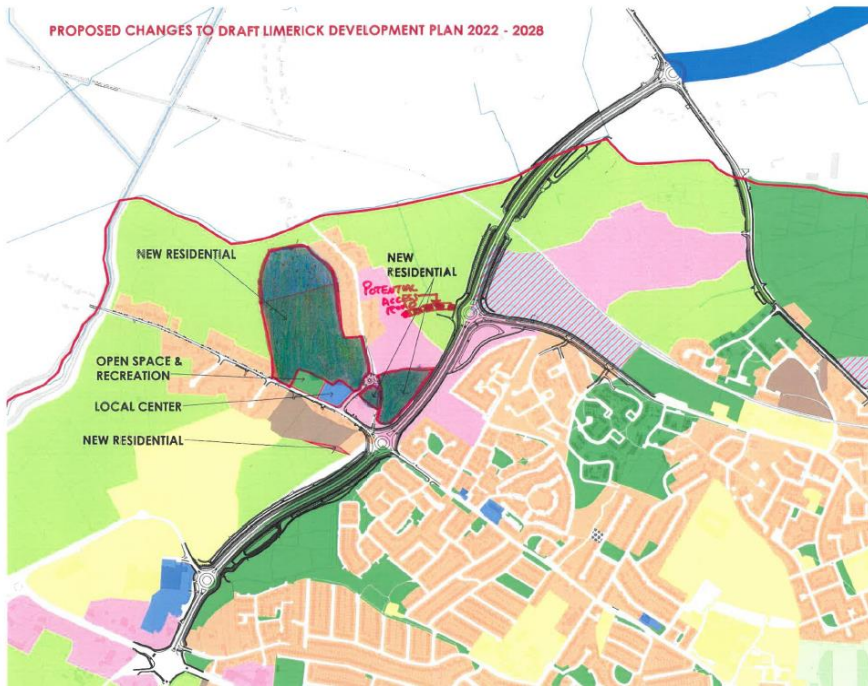 PROPOSED CHANGES TO DRAFT LIMERICK DEVELOPMENT PLAN 2022 - 2028
NEW RESIDENTIAL
NEW
RESIDENTIAL
POTENTIAL
ACCESS
OPEN SPACE &
RECREATION
LOCAL CENTER
NEW RESIDENTIAL